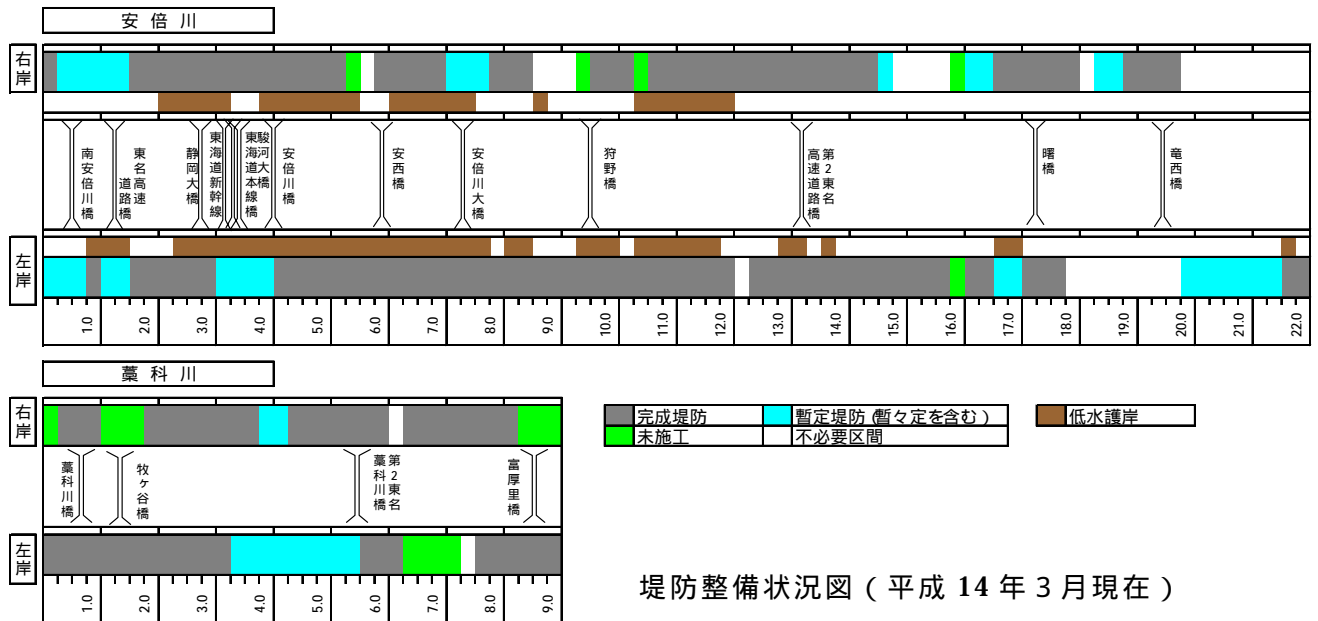 安倍川
右岸
南安倍川橋
東名高速
道路橋
静岡大橋
東海道新幹線
東海道本線橋
駿河大橋
安倍川橋
安西橋
安倍川大橋
狩野橋
第2東名
高速道路橋
曙橋
竜西橋
左岸
1.0 2.0 3.0 4.0 5.0 6.0 7.0 8.0 9.0 10.0 11.0 12.0 13.0 14.0 15.0 16.0 17.0 18.0 19.0 20.0 21.0 22.0
藁科川
右岸
藁科川橋
牧ヶ谷橋
第2東名
藁科川橋
富厚里橋
左岸
1.0 2.0 3.0 4.0 5.0 6.0 7.0 8.0 9.0
完成堤防 暫定堤防(暫々定を含む) 低水護岸
未施工 不必要区間
堤防整備状況図(平成14年3月現在)